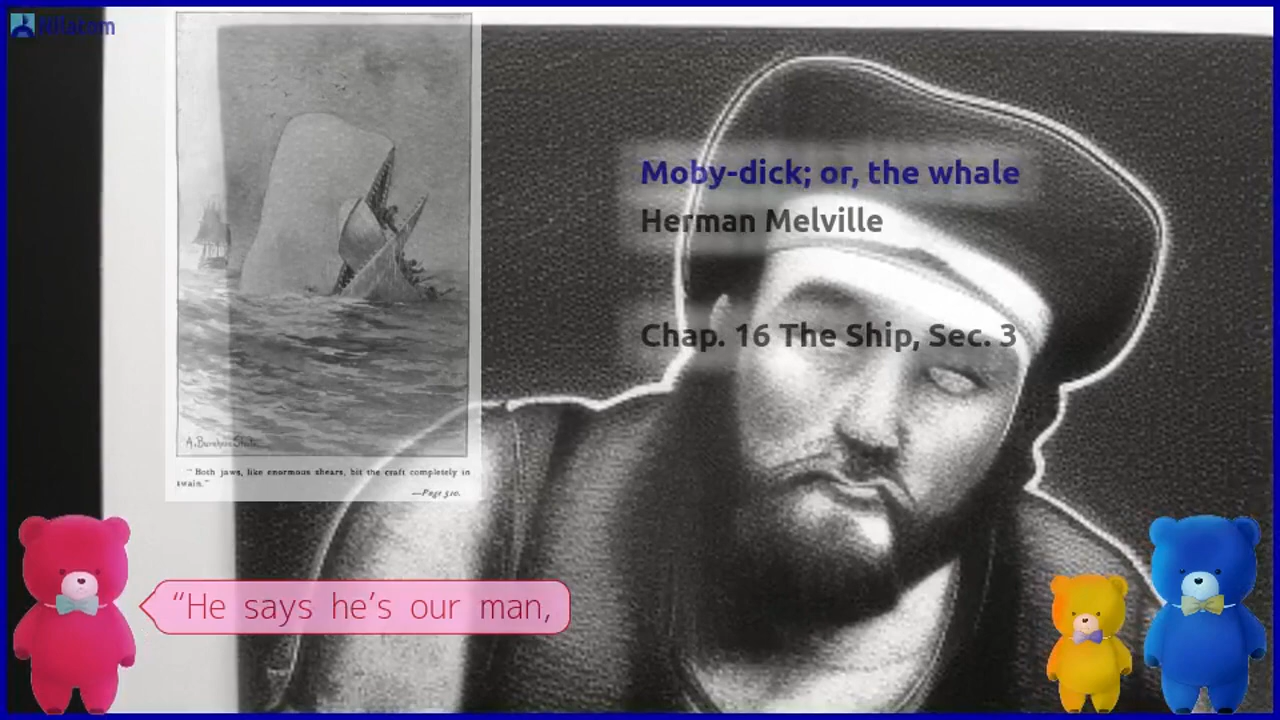 Moby-dick; or, the whale
Herman Melville
Chap. 16 The Ship, Sec. 3
"Both jaws, like enormous shears, bit the craft completely in
twain."
—Page 510.
“He says he’s our man,